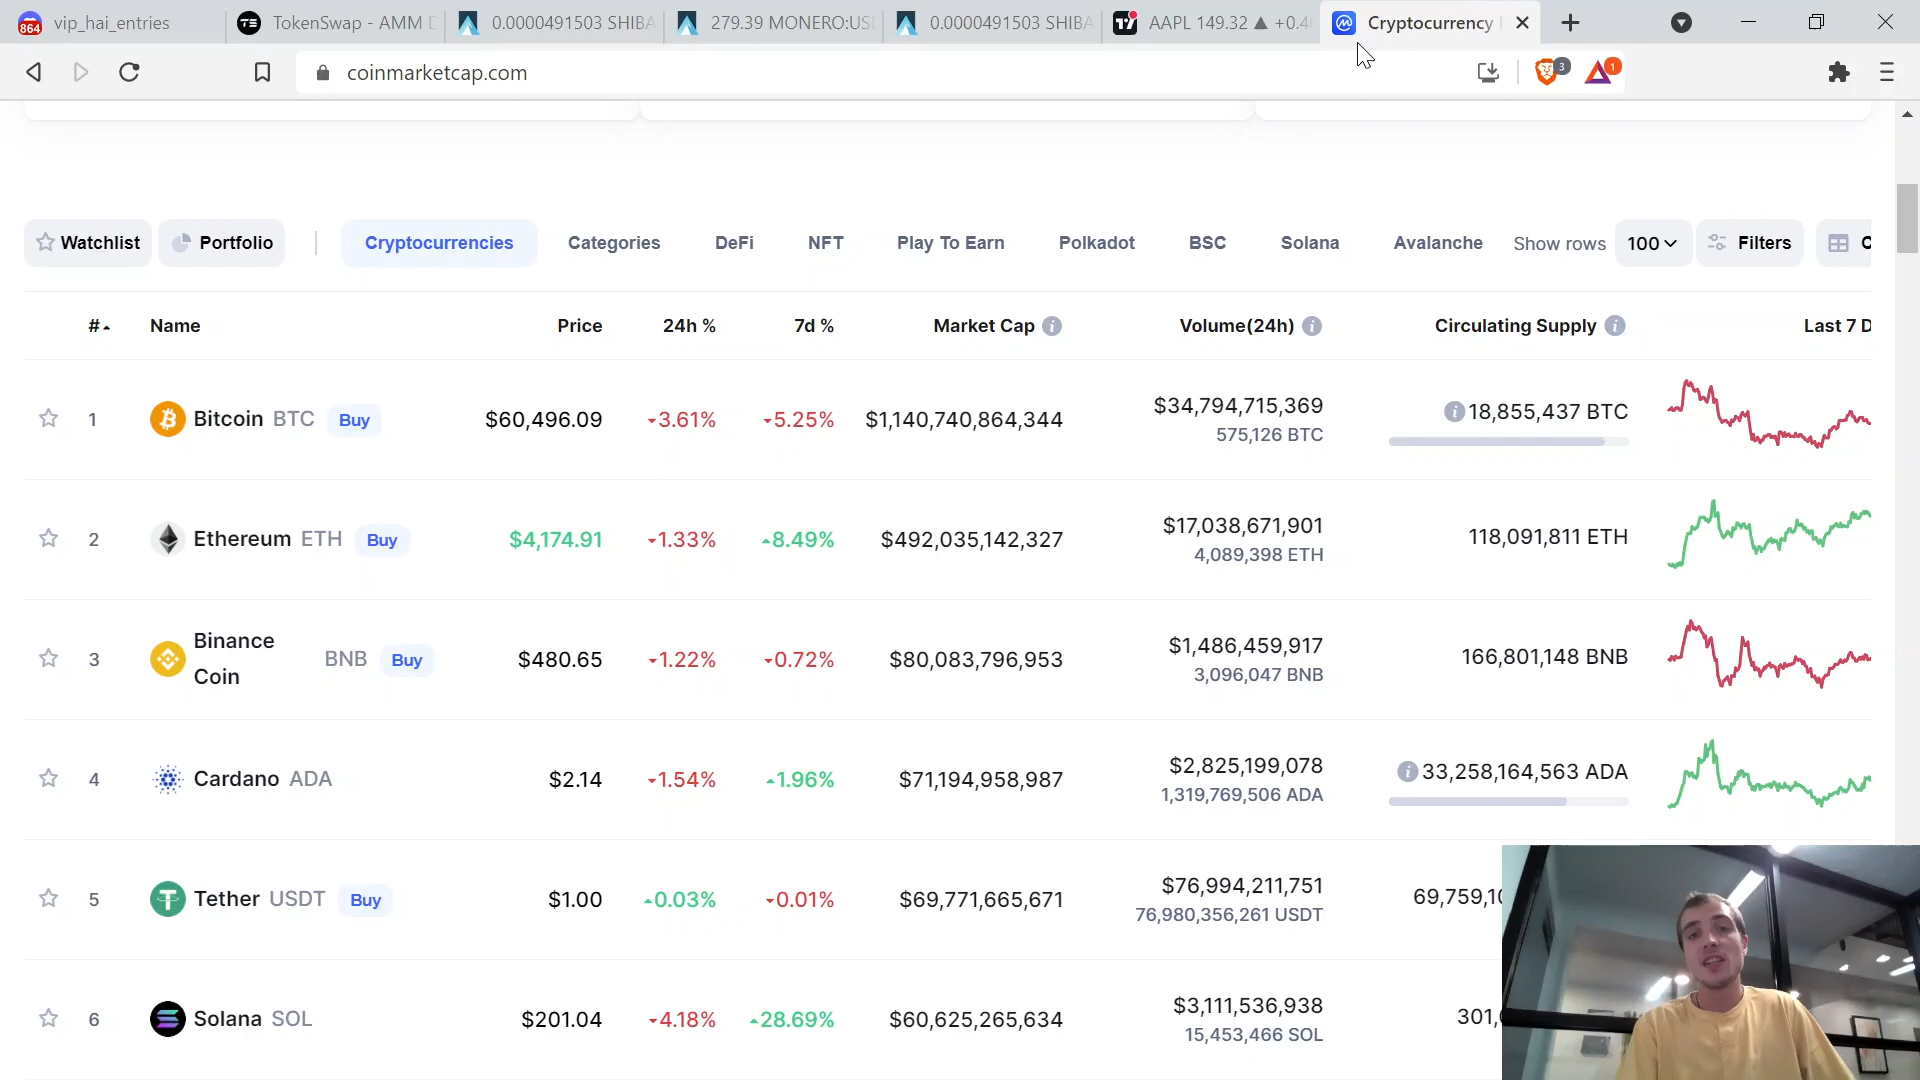 vip_hai_entries
864
TokenSwap - AMM D
0.0000491503 SHIBA
279.39 MONERO:USD
0.0000491503 SHIBA
AAPL 149.32 ▲ +0.4
Cryptocurrency
coinmarketcap.com
3
1
Watchlist
Portfolio
Cryptocurrencies
Categories
DeFi
NFT
Play To Earn
Polkadot
BSC
Solana
Avalanche
Show rows
100
Filters
# Name Price 24h % 7d % Market Cap Volume(24h) Circulating Supply Last 7 D
1 Bitcoin BTC Buy $60,496.09 3.61% 5.25% $1,140,740,864,344 $34,794,715,369 18,855,437 BTC
575,126 BTC
2 Ethereum ETH Buy $4,174.91 1.33% 8.49% $492,035,142,327 $17,038,671,901 118,091,811 ETH
4,089,398 ETH
3 Binance Coin BNB Buy $480.65 1.22% 0.72% $80,083,796,953 $1,486,459,917 166,801,148 BNB
3,096,047 BNB
4 Cardano ADA $2.14 1.54% 1.96% $71,194,958,987 $2,825,199,078 33,258,164,563 ADA
1,319,769,506 ADA
5 Tether USDT Buy $1.00 0.03% 0.01% $69,771,665,671 $76,994,211,751 69,759,10
76,980,356,261 USDT
6 Solana SOL $201.04 4.18% 28.69% $60,625,265,634 $3,111,536,938 301,
15,453,466 SOL